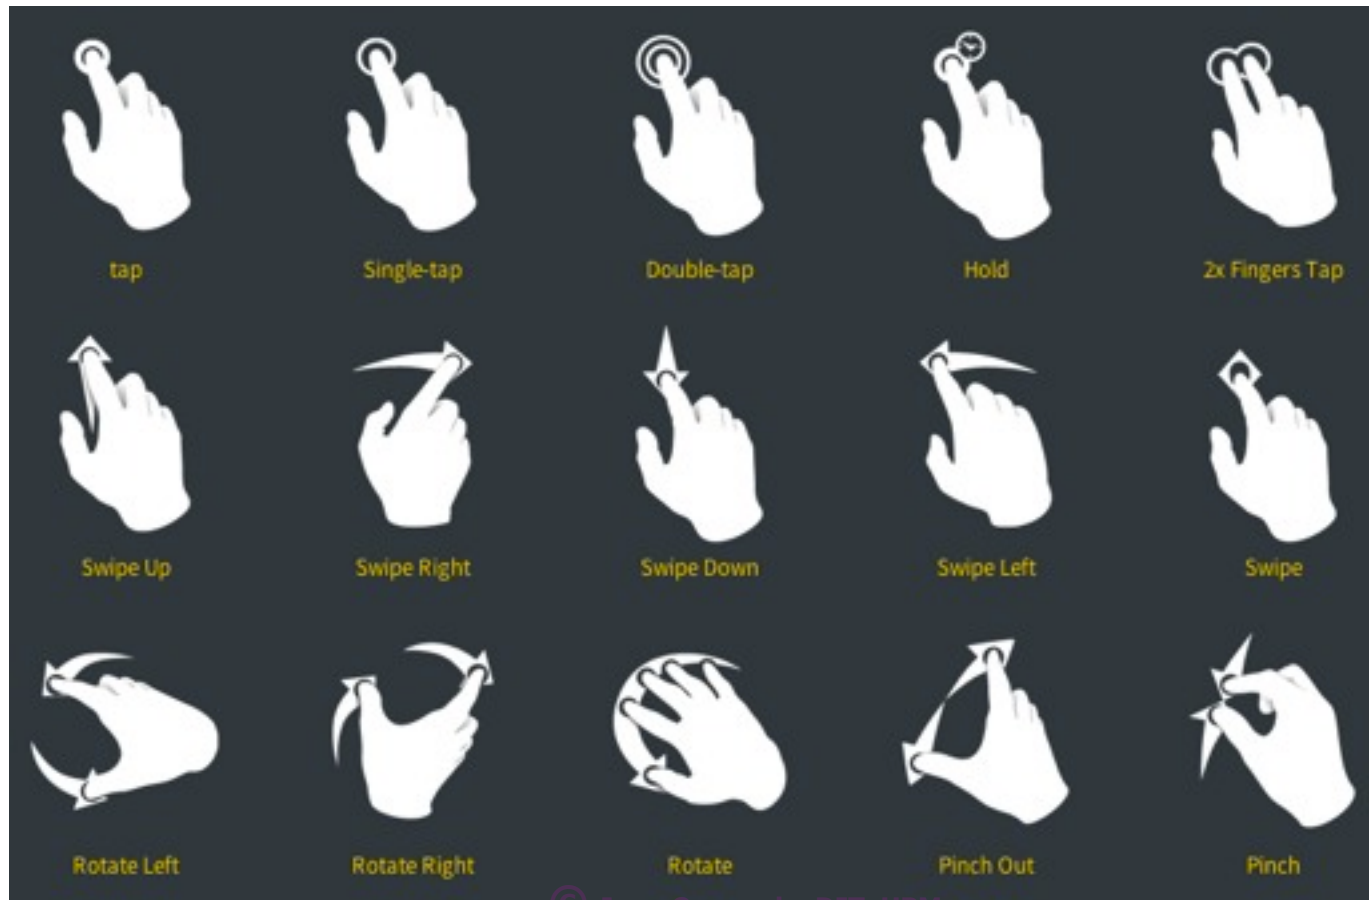 tap
Single-tap
Double-tap
Hold
2x Fingers Tap
Swipe Up
Swipe Right
Swipe Down
Swipe Left
Swipe
Rotate Left
Rotate Right
Rotate
Pinch Out
Pinch